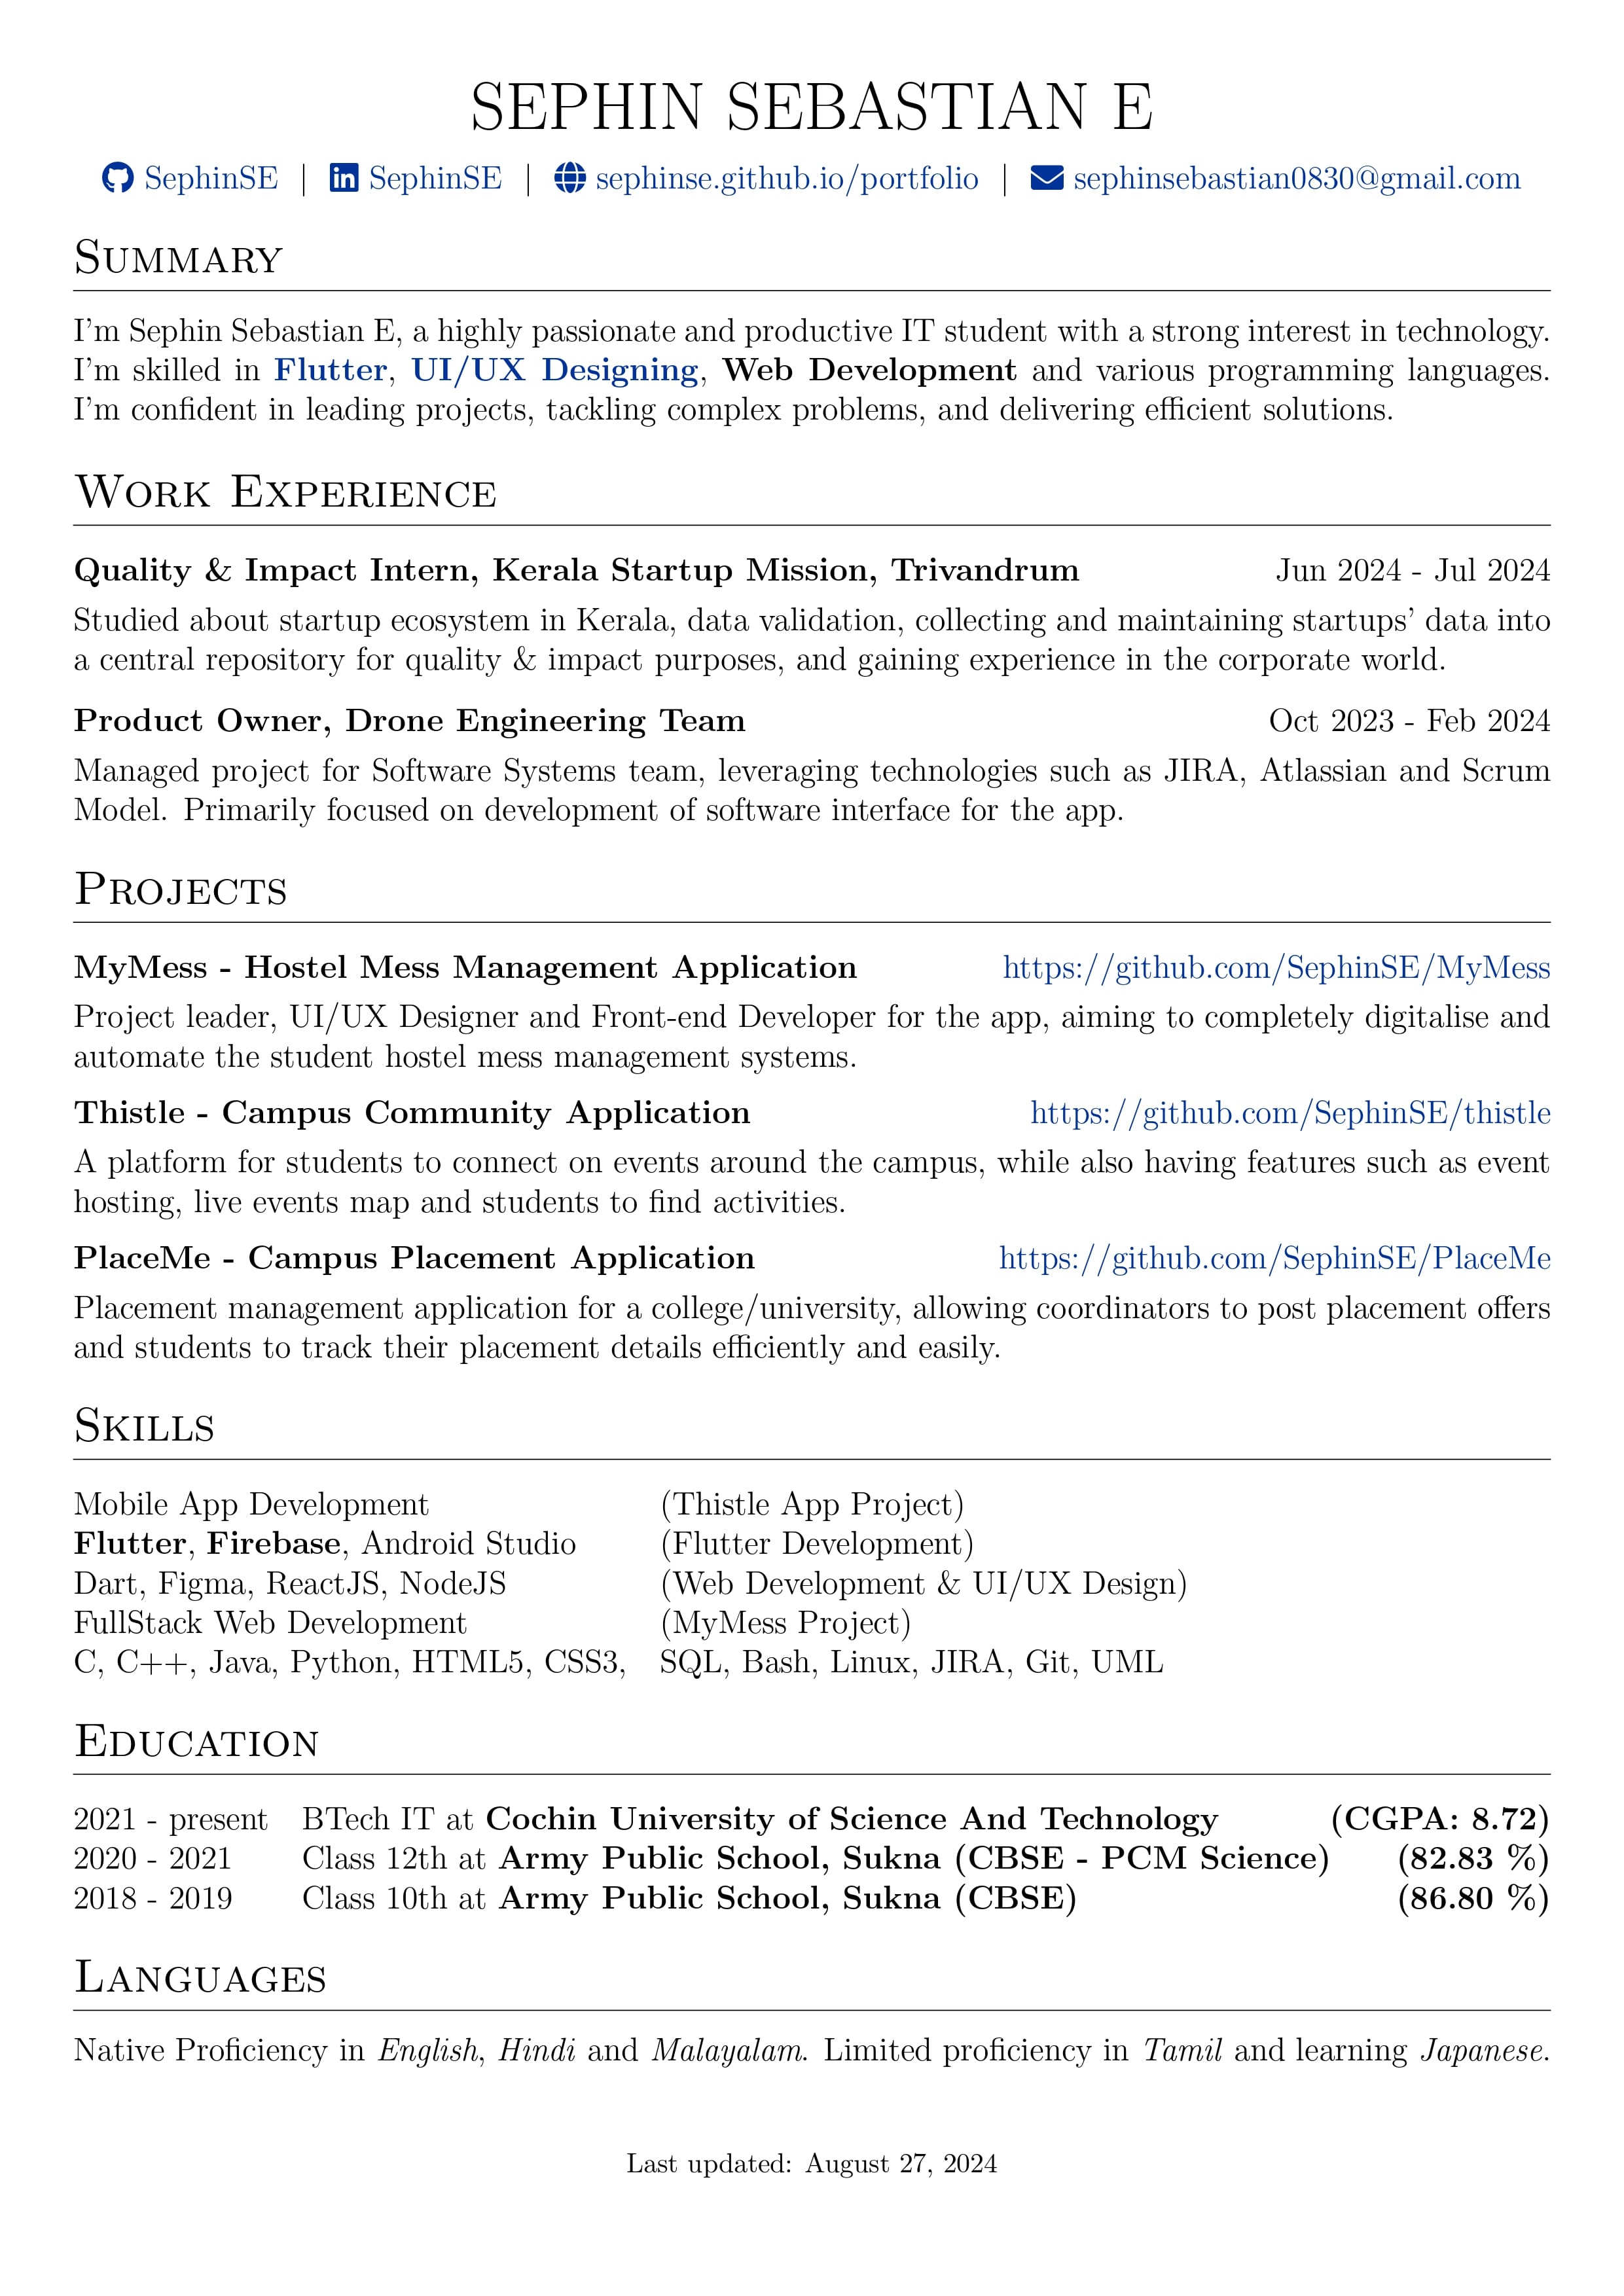 SEPHIN SEBASTIAN E
SephinSE | SephinSE | sephinse.github.io/portfolio | sephinsebastian0830@gmail.com
Summary
I'm Sephin Sebastian E, a highly passionate and productive IT student with a strong interest in technology.
I'm skilled in Flutter, UI/UX Designing, Web Development and various programming languages.
I'm confident in leading projects, tackling complex problems, and delivering efficient solutions.
Work Experience
Quality & Impact Intern, Kerala Startup Mission, Trivandrum Jun 2024 - Jul 2024
Studied about startup ecosystem in Kerala, data validation, collecting and maintaining startups' data into
a central repository for quality & impact purposes, and gaining experience in the corporate world.
Product Owner, Drone Engineering Team Oct 2023 - Feb 2024
Managed project for Software Systems team, leveraging technologies such as JIRA, Atlassian and Scrum
Model. Primarily focused on development of software interface for the app.
Projects
MyMess - Hostel Mess Management Application https://github.com/SephinSE/MyMess
Project leader, UI/UX Designer and Front-end Developer for the app, aiming to completely digitalise and
automate the student hostel mess management systems.
Thistle - Campus Community Application https://github.com/SephinSE/thistle
A platform for students to connect on events around the campus, while also having features such as event
hosting, live events map and students to find activities.
PlaceMe - Campus Placement Application https://github.com/SephinSE/PlaceMe
Placement management application for a college/university, allowing coordinators to post placement offers
and students to track their placement details efficiently and easily.
Skills
Mobile App Development (Thistle App Project)
Flutter, Firebase, Android Studio (Flutter Development)
Dart, Figma, ReactJS, NodeJS (Web Development & UI/UX Design)
FullStack Web Development (MyMess Project)
C, C++, Java, Python, HTML5, CSS3, SQL, Bash, Linux, JIRA, Git, UML
Education
2021 - present BTech IT at Cochin University of Science And Technology (CGPA: 8.72)
2020 - 2021 Class 12th at Army Public School, Sukna (CBSE - PCM Science) (82.83 %)
2018 - 2019 Class 10th at Army Public School, Sukna (CBSE) (86.80 %)
Languages
Native Proficiency in English, Hindi and Malayalam. Limited proficiency in Tamil and learning Japanese.
Last updated: August 27, 2024